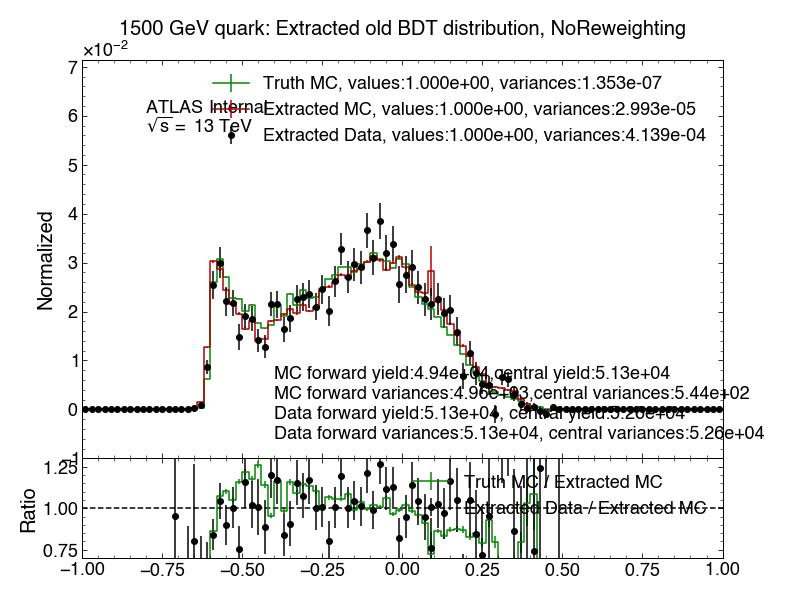 1500 GeV quark: Extracted old BDT distribution, NoReweighting
×10⁻²
7
6
5
4
3
2
1
0
−1
Normalized
ATLAS Internal
√s = 13 TeV
Truth MC, values:1.000e+00, variances:1.353e-07
Extracted MC, values:1.000e+00, variances:2.993e-05
Extracted Data, values:1.000e+00, variances:4.139e-04
MC forward yield:4.94e+04,central yield:5.13e+04
MC forward variances:4.96e+03,central variances:5.44e+02
Data forward yield:5.13e+04, central yield:5.26e+04
Data forward variances:5.13e+04, central variances:5.26e+04
1.25
1.00
0.75
Ratio
Truth MC / Extracted MC
Extracted Data / Extracted MC
−1.00 −0.75 −0.50 −0.25 0.00 0.25 0.50 0.75 1.00